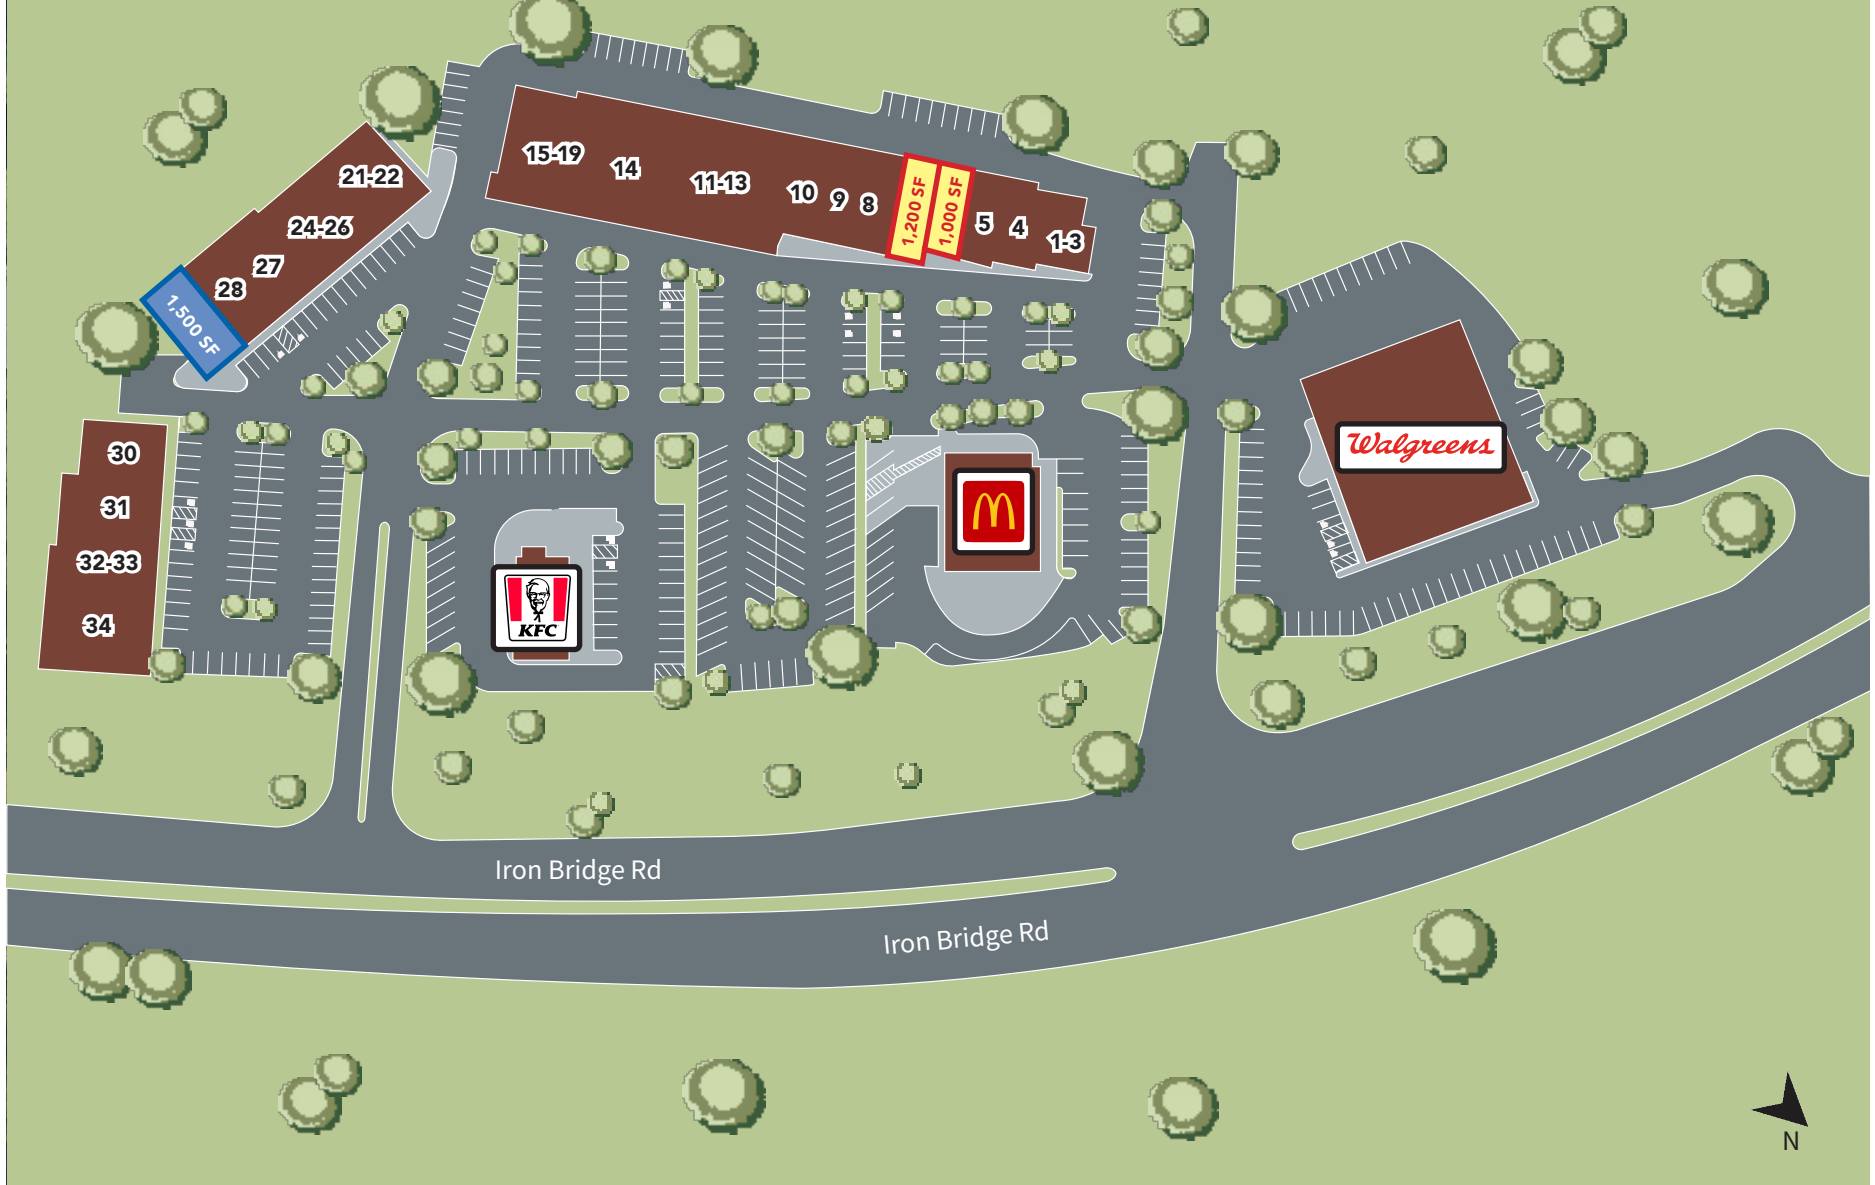 15-19
14
11-13
10
9
8
1,200 SF
1,000 SF
5
4
1-3
21-22
24-26
27
28
1,500 SF
30
31
32-33
34
Walgreens
KFC
Iron Bridge Rd
Iron Bridge Rd
N